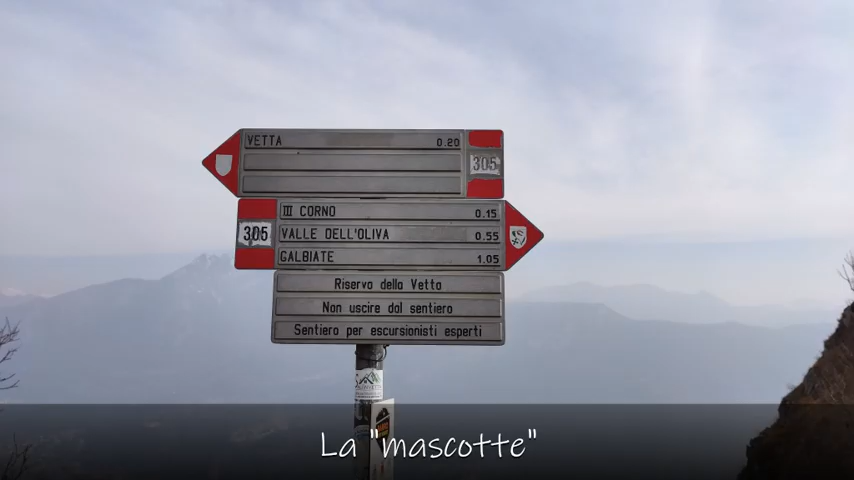 VETTA 0.20
305
III CORNO 0.15
305 VALLE DELL'OLIVA 0.55
GALBIATE 1.05
Riserva della Vetta
Non uscire dal sentiero
Sentiero per escursionisti esperti
La "mascotte"